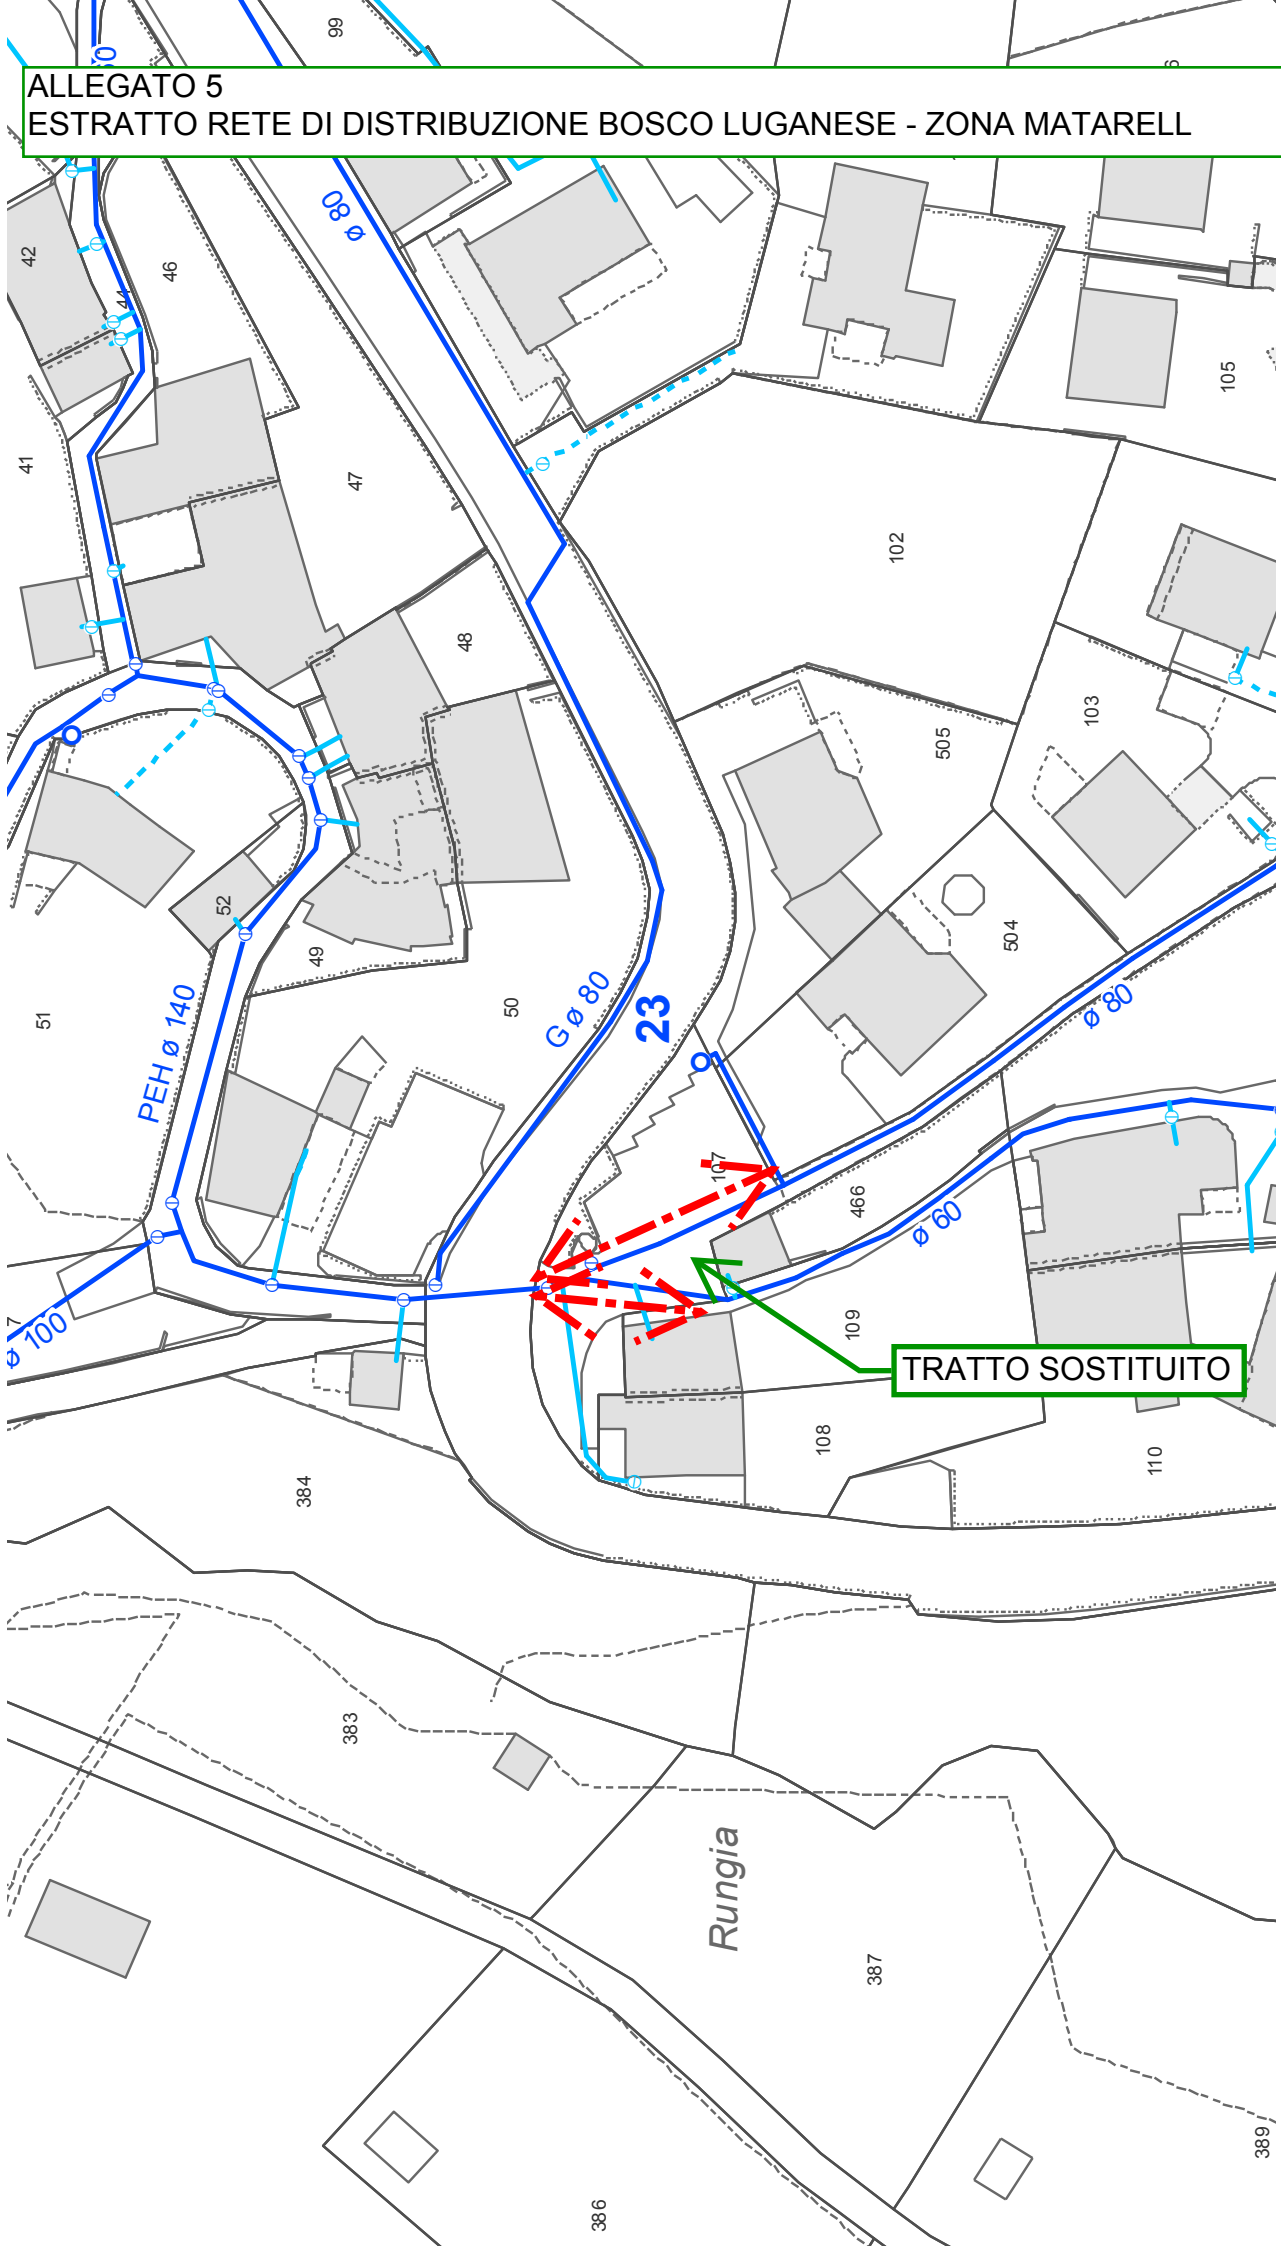 99
ALLEGATO 5
ESTRATTO RETE DI DISTRIBUZIONE BOSCO LUGANESE - ZONA MATARELL
ø 80
42
46
44
105
41
47
102
48
103
505
52
504
49
51
50
PEH ø 140
G ø 80
23
ø 80
107
466
ø 60
ø 100
109
TRATTO SOSTITUITO
108
110
384
383
Rungia
387
389
386